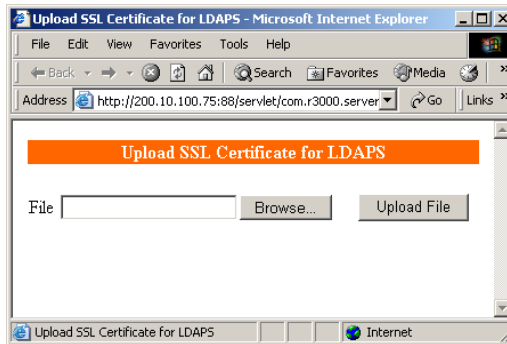 Upload SSL Certificate for LDAPS - Microsoft Internet Explorer
File Edit View Favorites Tools Help
Back Search Favorites Media »
Address http://200.10.100.75:88/servlet/com.r3000.server Go Links »
Upload SSL Certificate for LDAPS
File Browse... Upload File
Upload SSL Certificate for LDAPS Internet